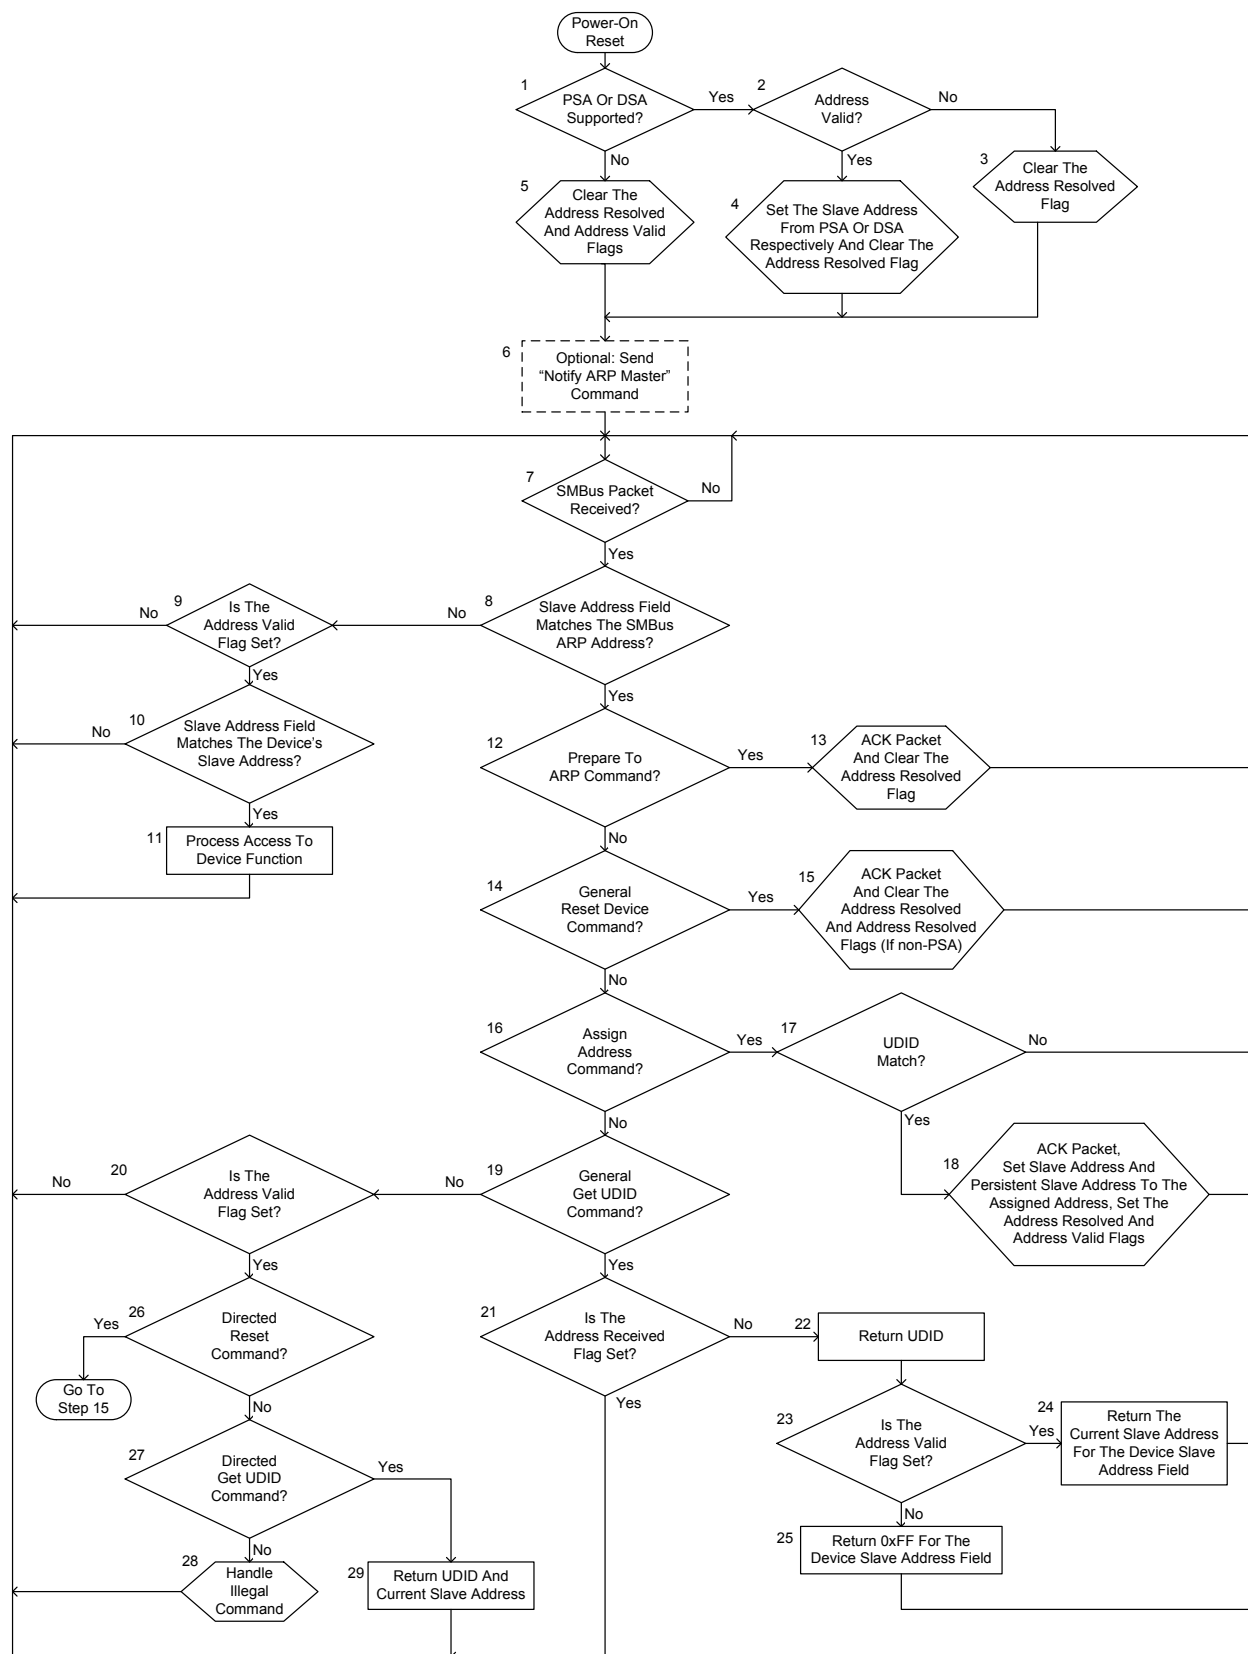 Power-On
Reset
1
PSA Or DSA
Supported?
Yes
2
Address
Valid?
No
No
Yes
3
Clear The
Address Resolved
Flag
5
Clear The
Address Resolved
And Address Valid
Flags
4
Set The Slave Address
From PSA Or DSA
Respectively And Clear The
Address Resolved Flag
6
Optional: Send
“Notify ARP Master”
Command
7
SMBus Packet
Received?
No
Yes
9
Is The
Address Valid
Flag Set?
No
No
8
Slave Address Field
Matches The SMBus
ARP Address?
Yes
Yes
10
Slave Address Field
Matches The Device’s
Slave Address?
No
Yes
11
Process Access To
Device Function
12
Prepare To
ARP Command?
Yes
13
ACK Packet
And Clear The
Address Resolved
Flag
No
14
General
Reset Device
Command?
Yes
15
ACK Packet
And Clear The
Address Resolved
And Address Resolved
Flags (If non-PSA)
No
16
Assign
Address
Command?
Yes
17
UDID
Match?
No
No
Yes
18
ACK Packet,
Set Slave Address And
Persistent Slave Address To The
Assigned Address, Set The
Address Resolved And
Address Valid Flags
20
Is The
Address Valid
Flag Set?
No
No
19
General
Get UDID
Command?
Yes
Yes
26
Directed
Reset
Command?
Yes
Go To
Step 15
No
21
Is The
Address Received
Flag Set?
No
22
Return UDID
Yes
23
Is The
Address Valid
Flag Set?
Yes
24
Return The
Current Slave Address
For The Device Slave
Address Field
No
25
Return 0xFF For The
Device Slave Address Field
27
Directed
Get UDID
Command?
Yes
No
28
Handle
Illegal
Command
29
Return UDID And
Current Slave Address